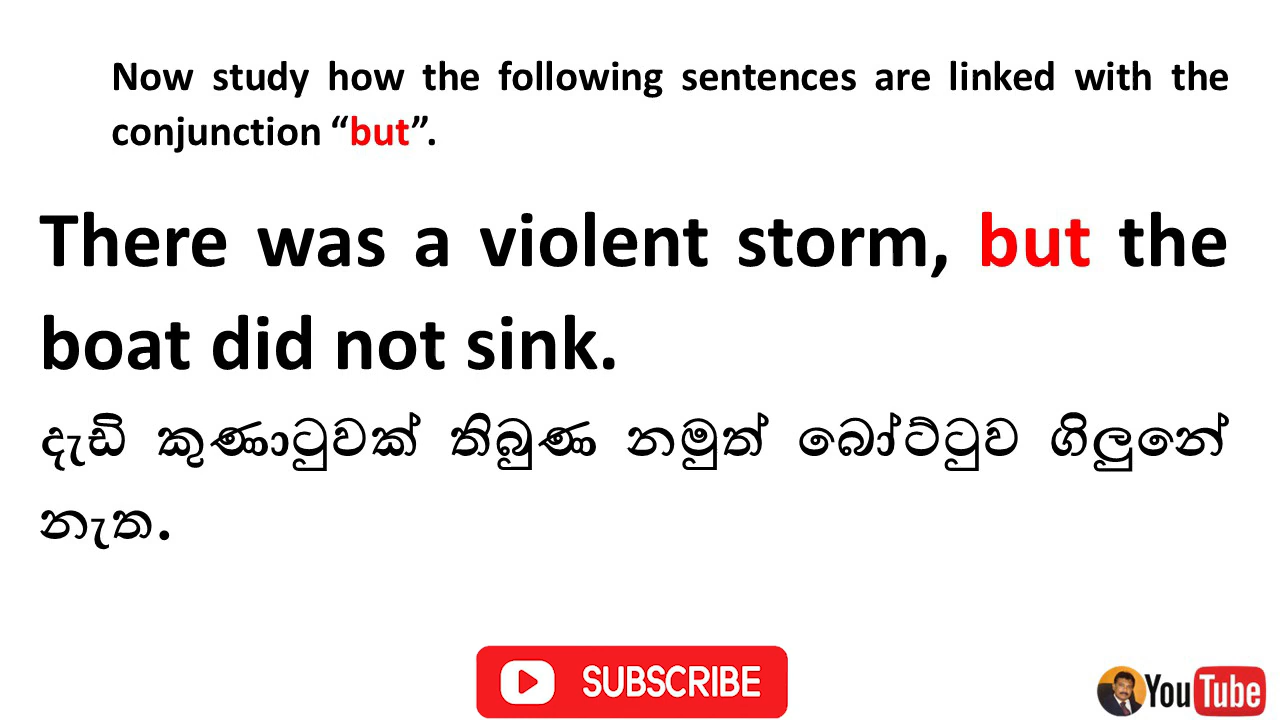 Now study how the following sentences are linked with the
conjunction “but”.
There was a violent storm, but the
boat did not sink.
දැඩි කුණාටුවක් තිබුණ නමුත් බෝට්ටුව ගිලුනේ
නැත.
SUBSCRIBE
YouTube